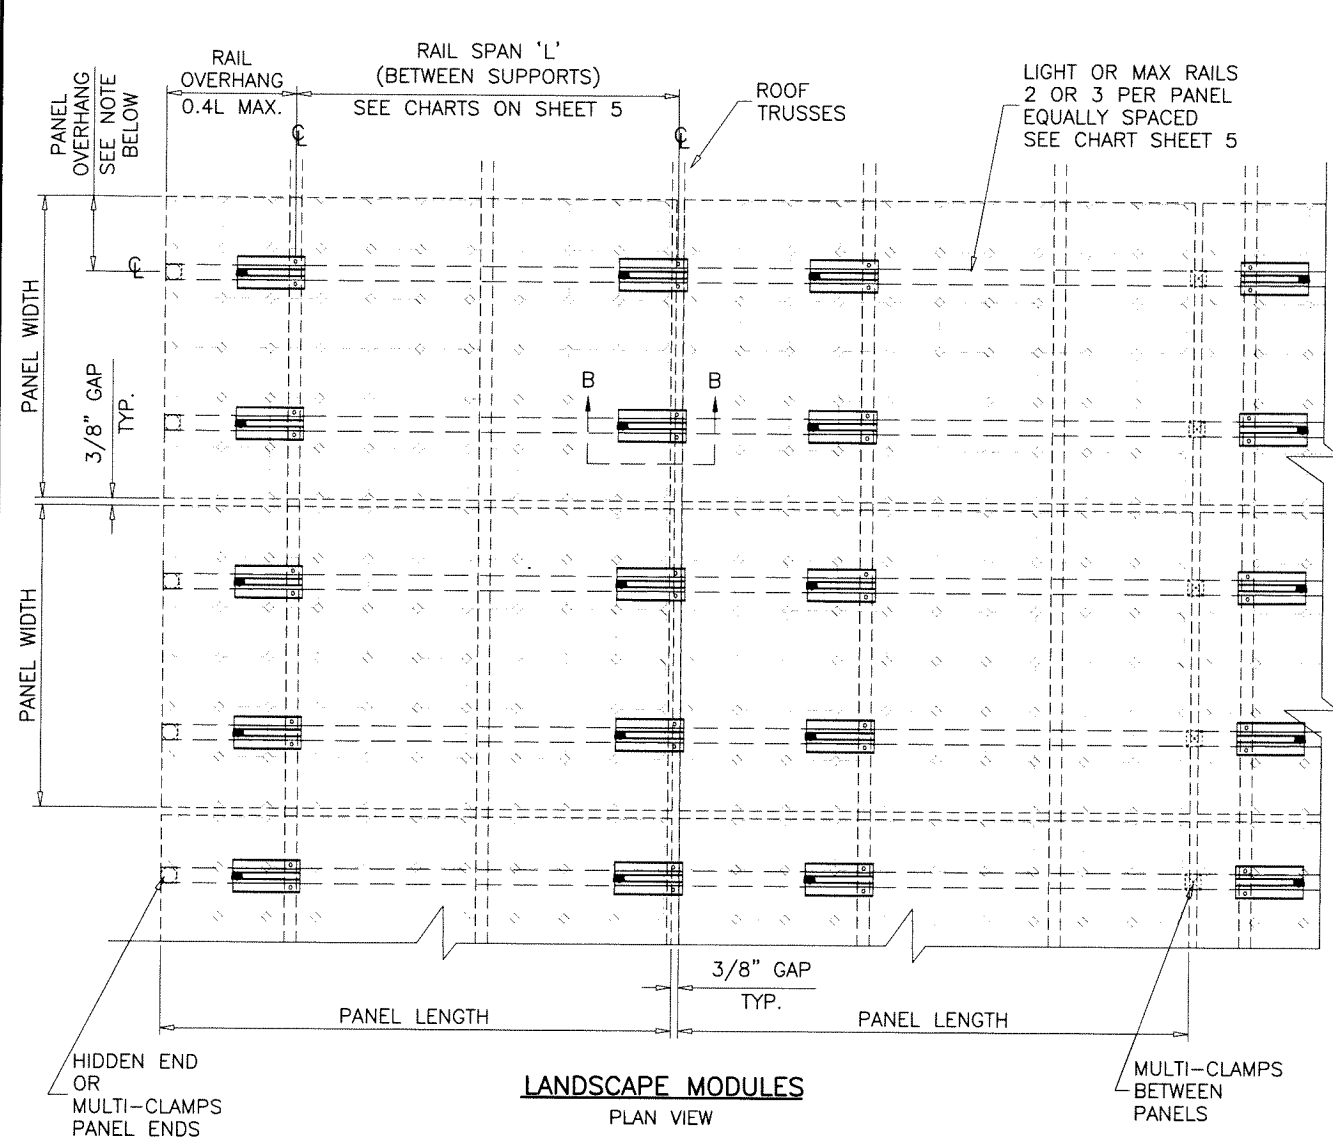 RAIL
OVERHANG
0.4L MAX.
RAIL SPAN 'L'
(BETWEEN SUPPORTS)
SEE CHARTS ON SHEET 5
ROOF
TRUSSES
LIGHT OR MAX RAILS
2 OR 3 PER PANEL
EQUALLY SPACED
SEE CHART SHEET 5
PANEL
OVERHANG
SEE NOTE
BELOW
℄
℄
℄
PANEL WIDTH
3/8" GAP
TYP.
B
B
PANEL WIDTH
3/8" GAP
TYP.
PANEL LENGTH
PANEL LENGTH
HIDDEN END
OR
MULTI-CLAMPS
PANEL ENDS
LANDSCAPE MODULES
PLAN VIEW
MULTI-CLAMPS
BETWEEN
PANELS